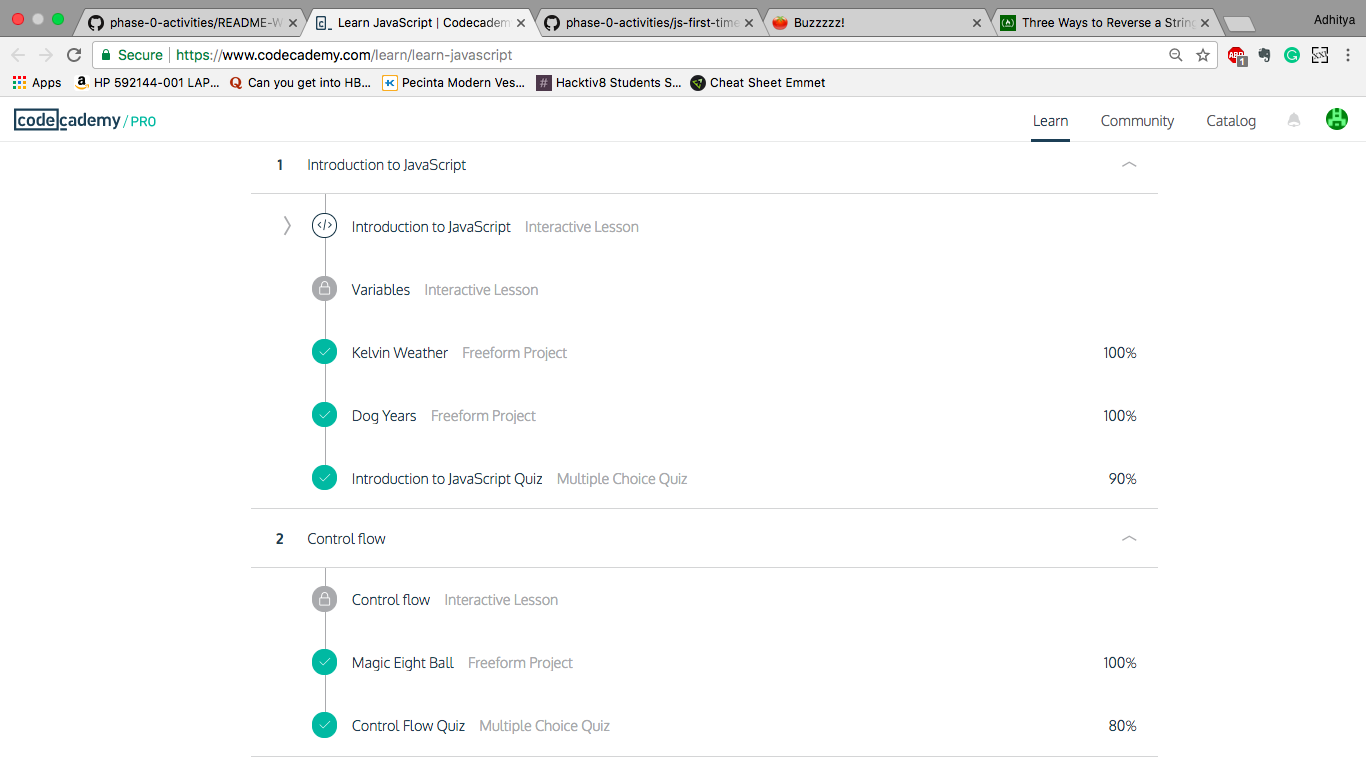 phase-0-activities/README-W
Learn JavaScript | Codecadem
phase-0-activities/js-first-time
Buzzzzz!
Three Ways to Reverse a String
Adhitya
Secure https://www.codecademy.com/learn/learn-javascript
ABP 1
Apps
HP 592144-001 LAP...
Can you get into HB...
Pecinta Modern Ves...
Hacktiv8 Students S...
Cheat Sheet Emmet
codecademy / PRO
Learn
Community
Catalog
1 Introduction to JavaScript
Introduction to JavaScript Interactive Lesson
Variables Interactive Lesson
Kelvin Weather Freeform Project 100%
Dog Years Freeform Project 100%
Introduction to JavaScript Quiz Multiple Choice Quiz 90%
2 Control flow
Control flow Interactive Lesson
Magic Eight Ball Freeform Project 100%
Control Flow Quiz Multiple Choice Quiz 80%